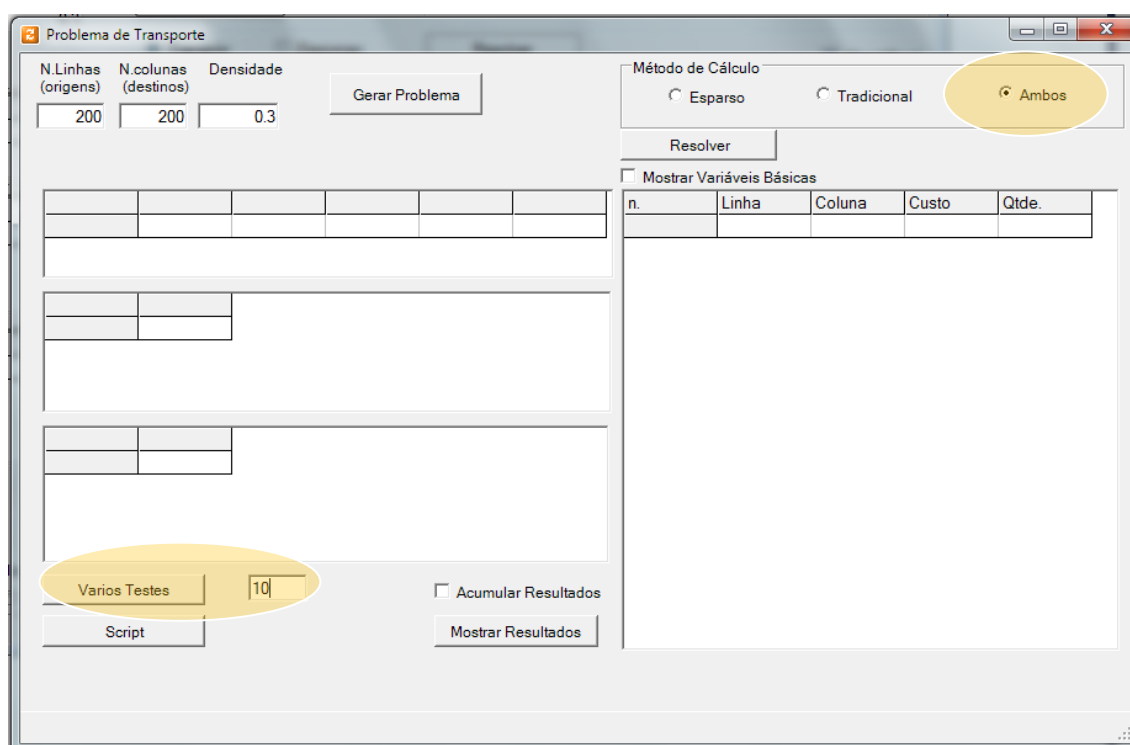 Problema de Transporte
N.Linhas N.colunas Densidade
(origens) (destinos)
200 200 0.3
Gerar Problema
Método de Cálculo
Esparso Tradicional Ambos
Resolver
Mostrar Variáveis Básicas
n. Linha Coluna Custo Qtde.
Varios Testes 10
Acumular Resultados
Script
Mostrar Resultados